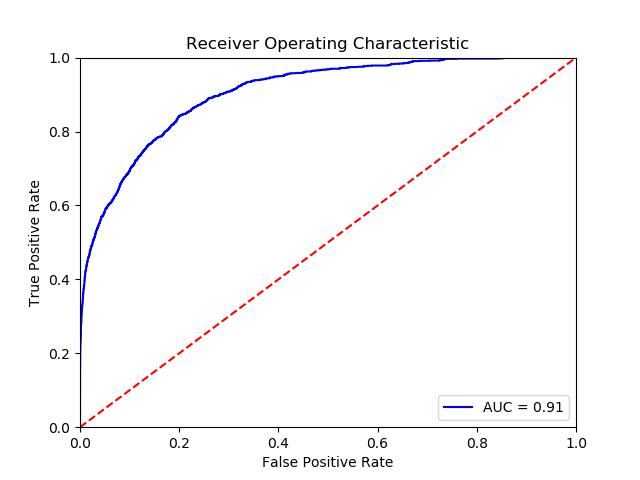 Receiver Operating Characteristic
1.0
0.8
0.6
0.4
0.2
0.0
True Positive Rate
AUC = 0.91
0.0 0.2 0.4 0.6 0.8 1.0
False Positive Rate